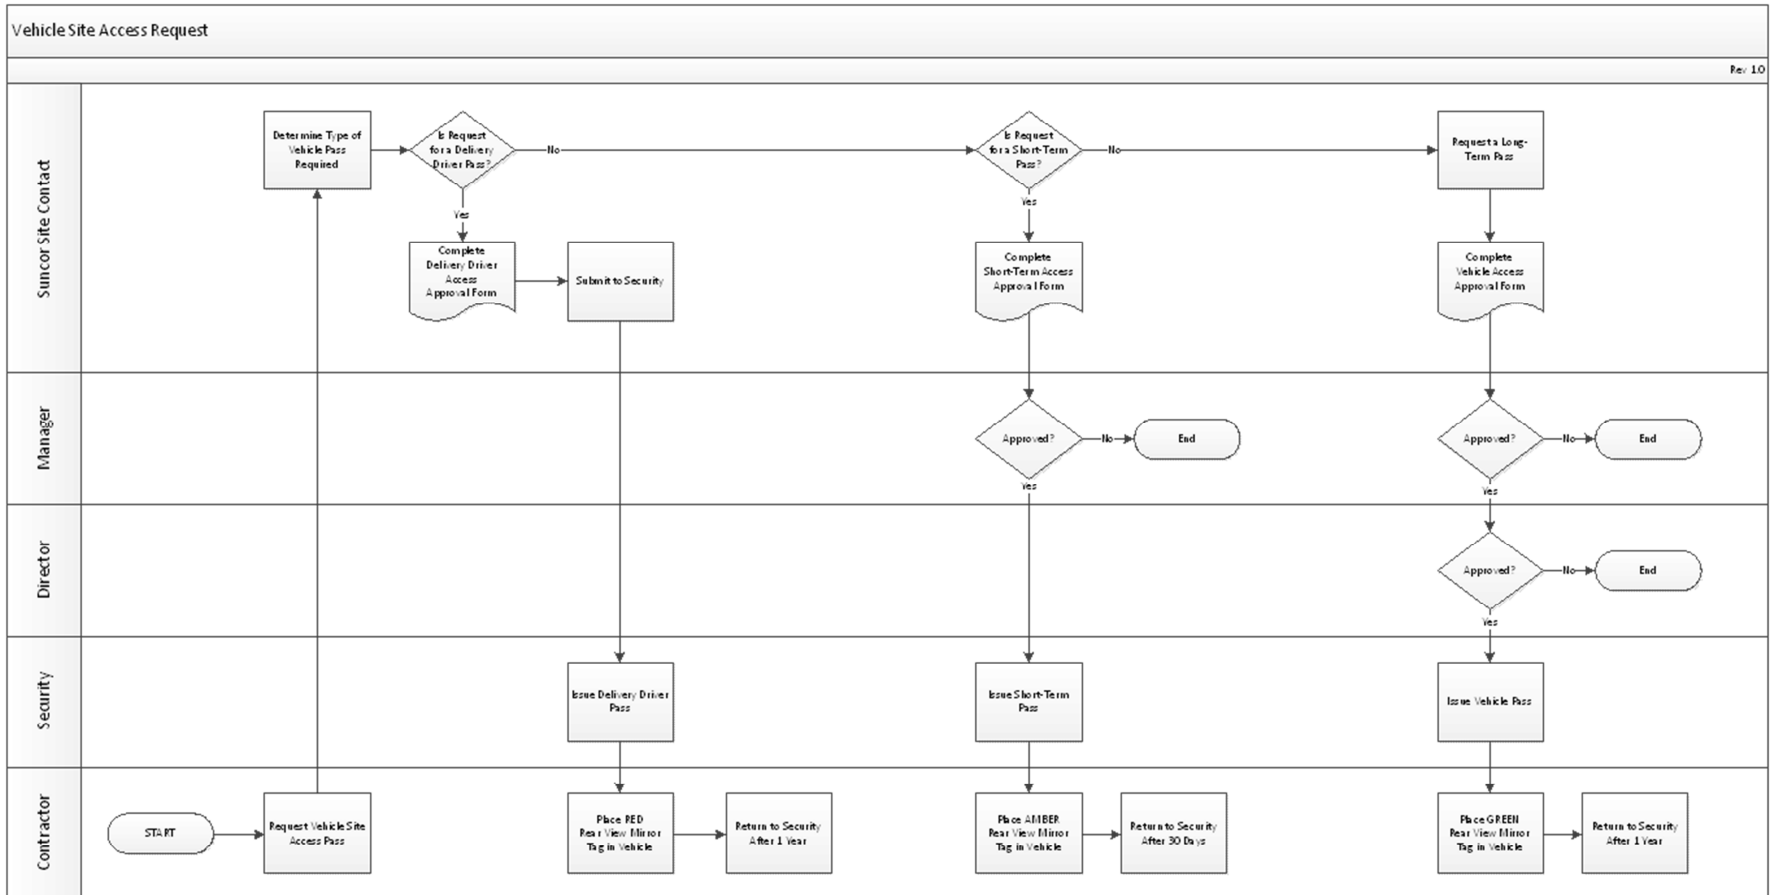 Vehicle Site Access Request
Rev 1.0
Suncor Site Contact
Determine Type of
Vehicle Pass
Required
Is Request
for a Delivery
Driver Pass?
No
Is Request
for a Short-Term
Pass?
No
Request a Long-
Term Pass
Yes
Yes
Complete
Delivery Driver
Access
Approval Form
Submit to Security
Complete
Short-Term Access
Approval Form
Complete
Vehicle Access
Approval Form
Manager
Approved?
No
End
Approved?
No
End
Yes
Yes
Director
Approved?
No
End
Yes
Security
Issue Delivery Driver
Pass
Issue Short-Term
Pass
Issue Vehicle Pass
Contractor
START
Request Vehicle Site
Access Pass
Place RED
Rear View Mirror
Tag in Vehicle
Return to Security
After 1 Year
Place AMBER
Rear View Mirror
Tag in Vehicle
Return to Security
After 30 Days
Place GREEN
Rear View Mirror
Tag in Vehicle
Return to Security
After 1 Year